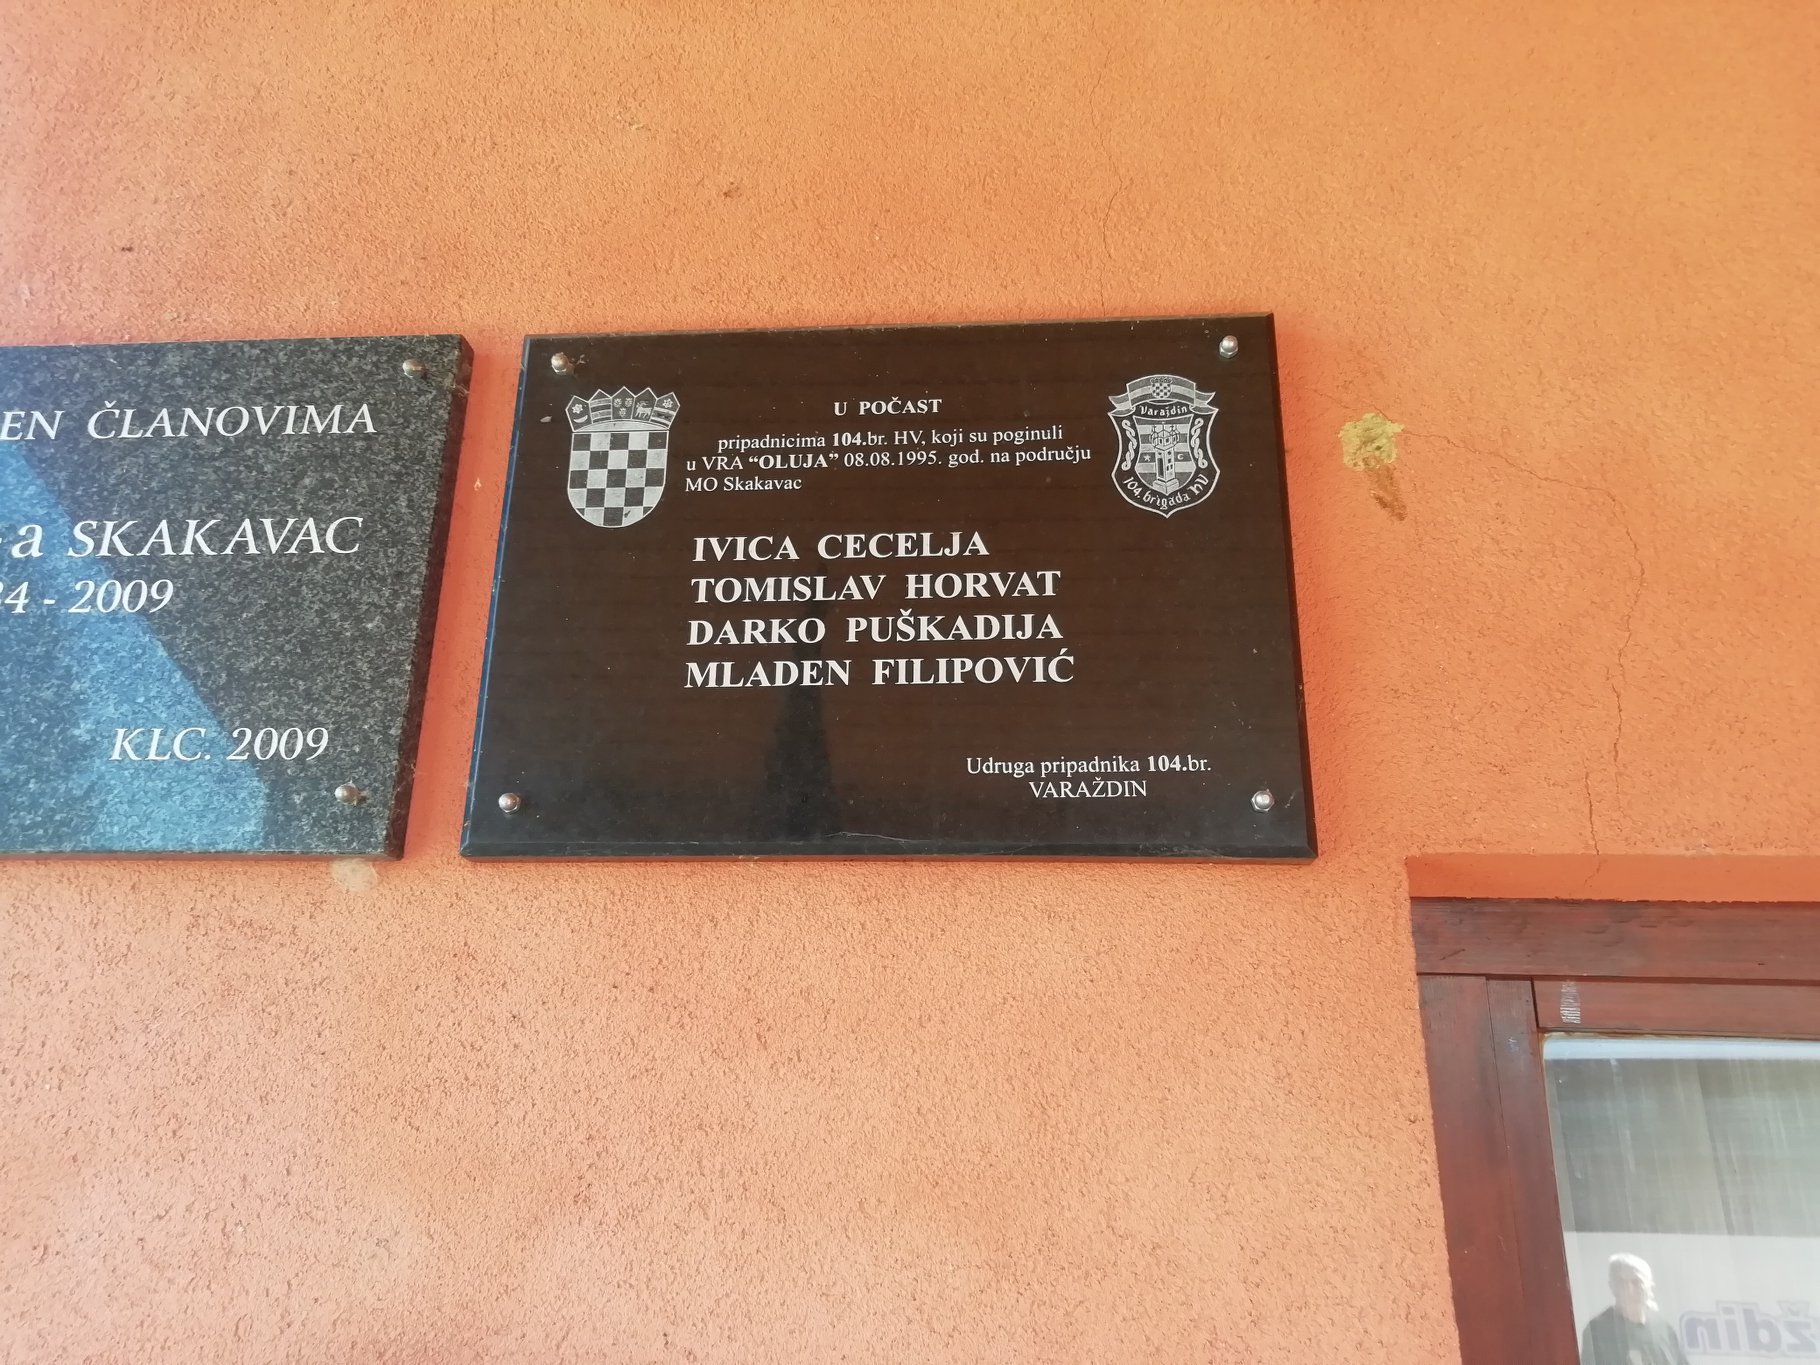 EN ČLANOVIMA
-a SKAKAVAC
34 - 2009
KLC. 2009
U POČAST
pripadnicima 104.br. HV, koji su poginuli
u VRA “OLUJA” 08.08.1995. god. na području
MO Skakavac
IVICA CECELJA
TOMISLAV HORVAT
DARKO PUŠKADIJA
MLADEN FILIPOVIĆ
Udruga pripadnika 104.br.
VARAŽDIN
Varaždin
104. brigada HV
ždin